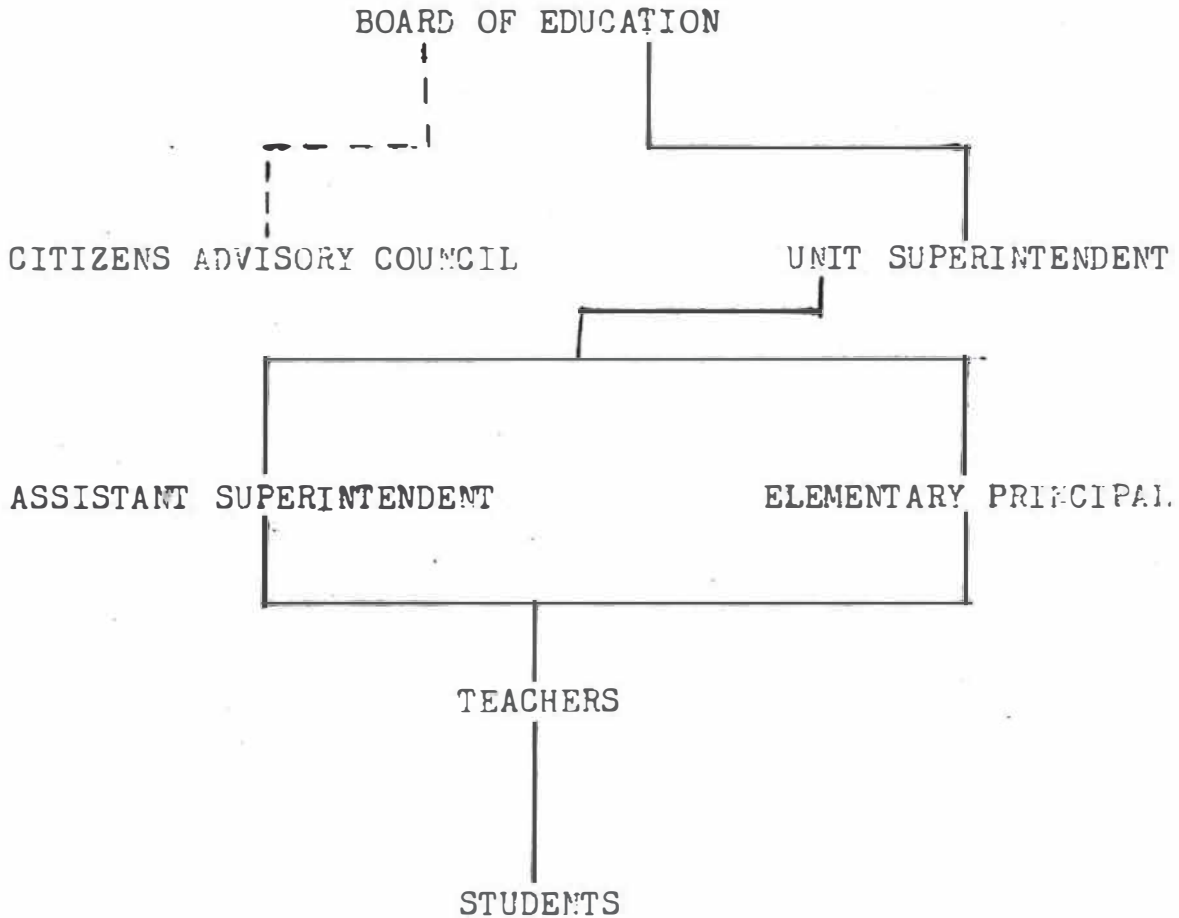 BOARD OF EDUCATION
CITIZENS ADVISORY COUNCIL
UNIT SUPERINTENDENT
ASSISTANT SUPERINTENDENT
ELEMENTARY PRINCIPAL
TEACHERS
STUDENTS